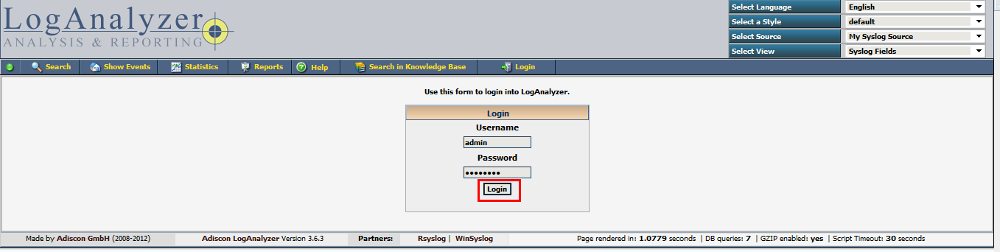 LogAnalyzer
ANALYSIS & REPORTING
Select Language English
Select a Style default
Select Source My Syslog Source
Select View Syslog Fields
Search Show Events Statistics Reports Help Search in Knowledge Base Login
Use this form to login into LogAnalyzer.
Login
Username
admin
Password
••••••••
Login
Made by Adiscon GmbH (2008-2012) Adiscon LogAnalyzer Version 3.6.3 Partners: Rsyslog | WinSyslog Page rendered in: 1.0779 seconds | DB queries: 7 | GZIP enabled: yes | Script Timeout: 30 seconds